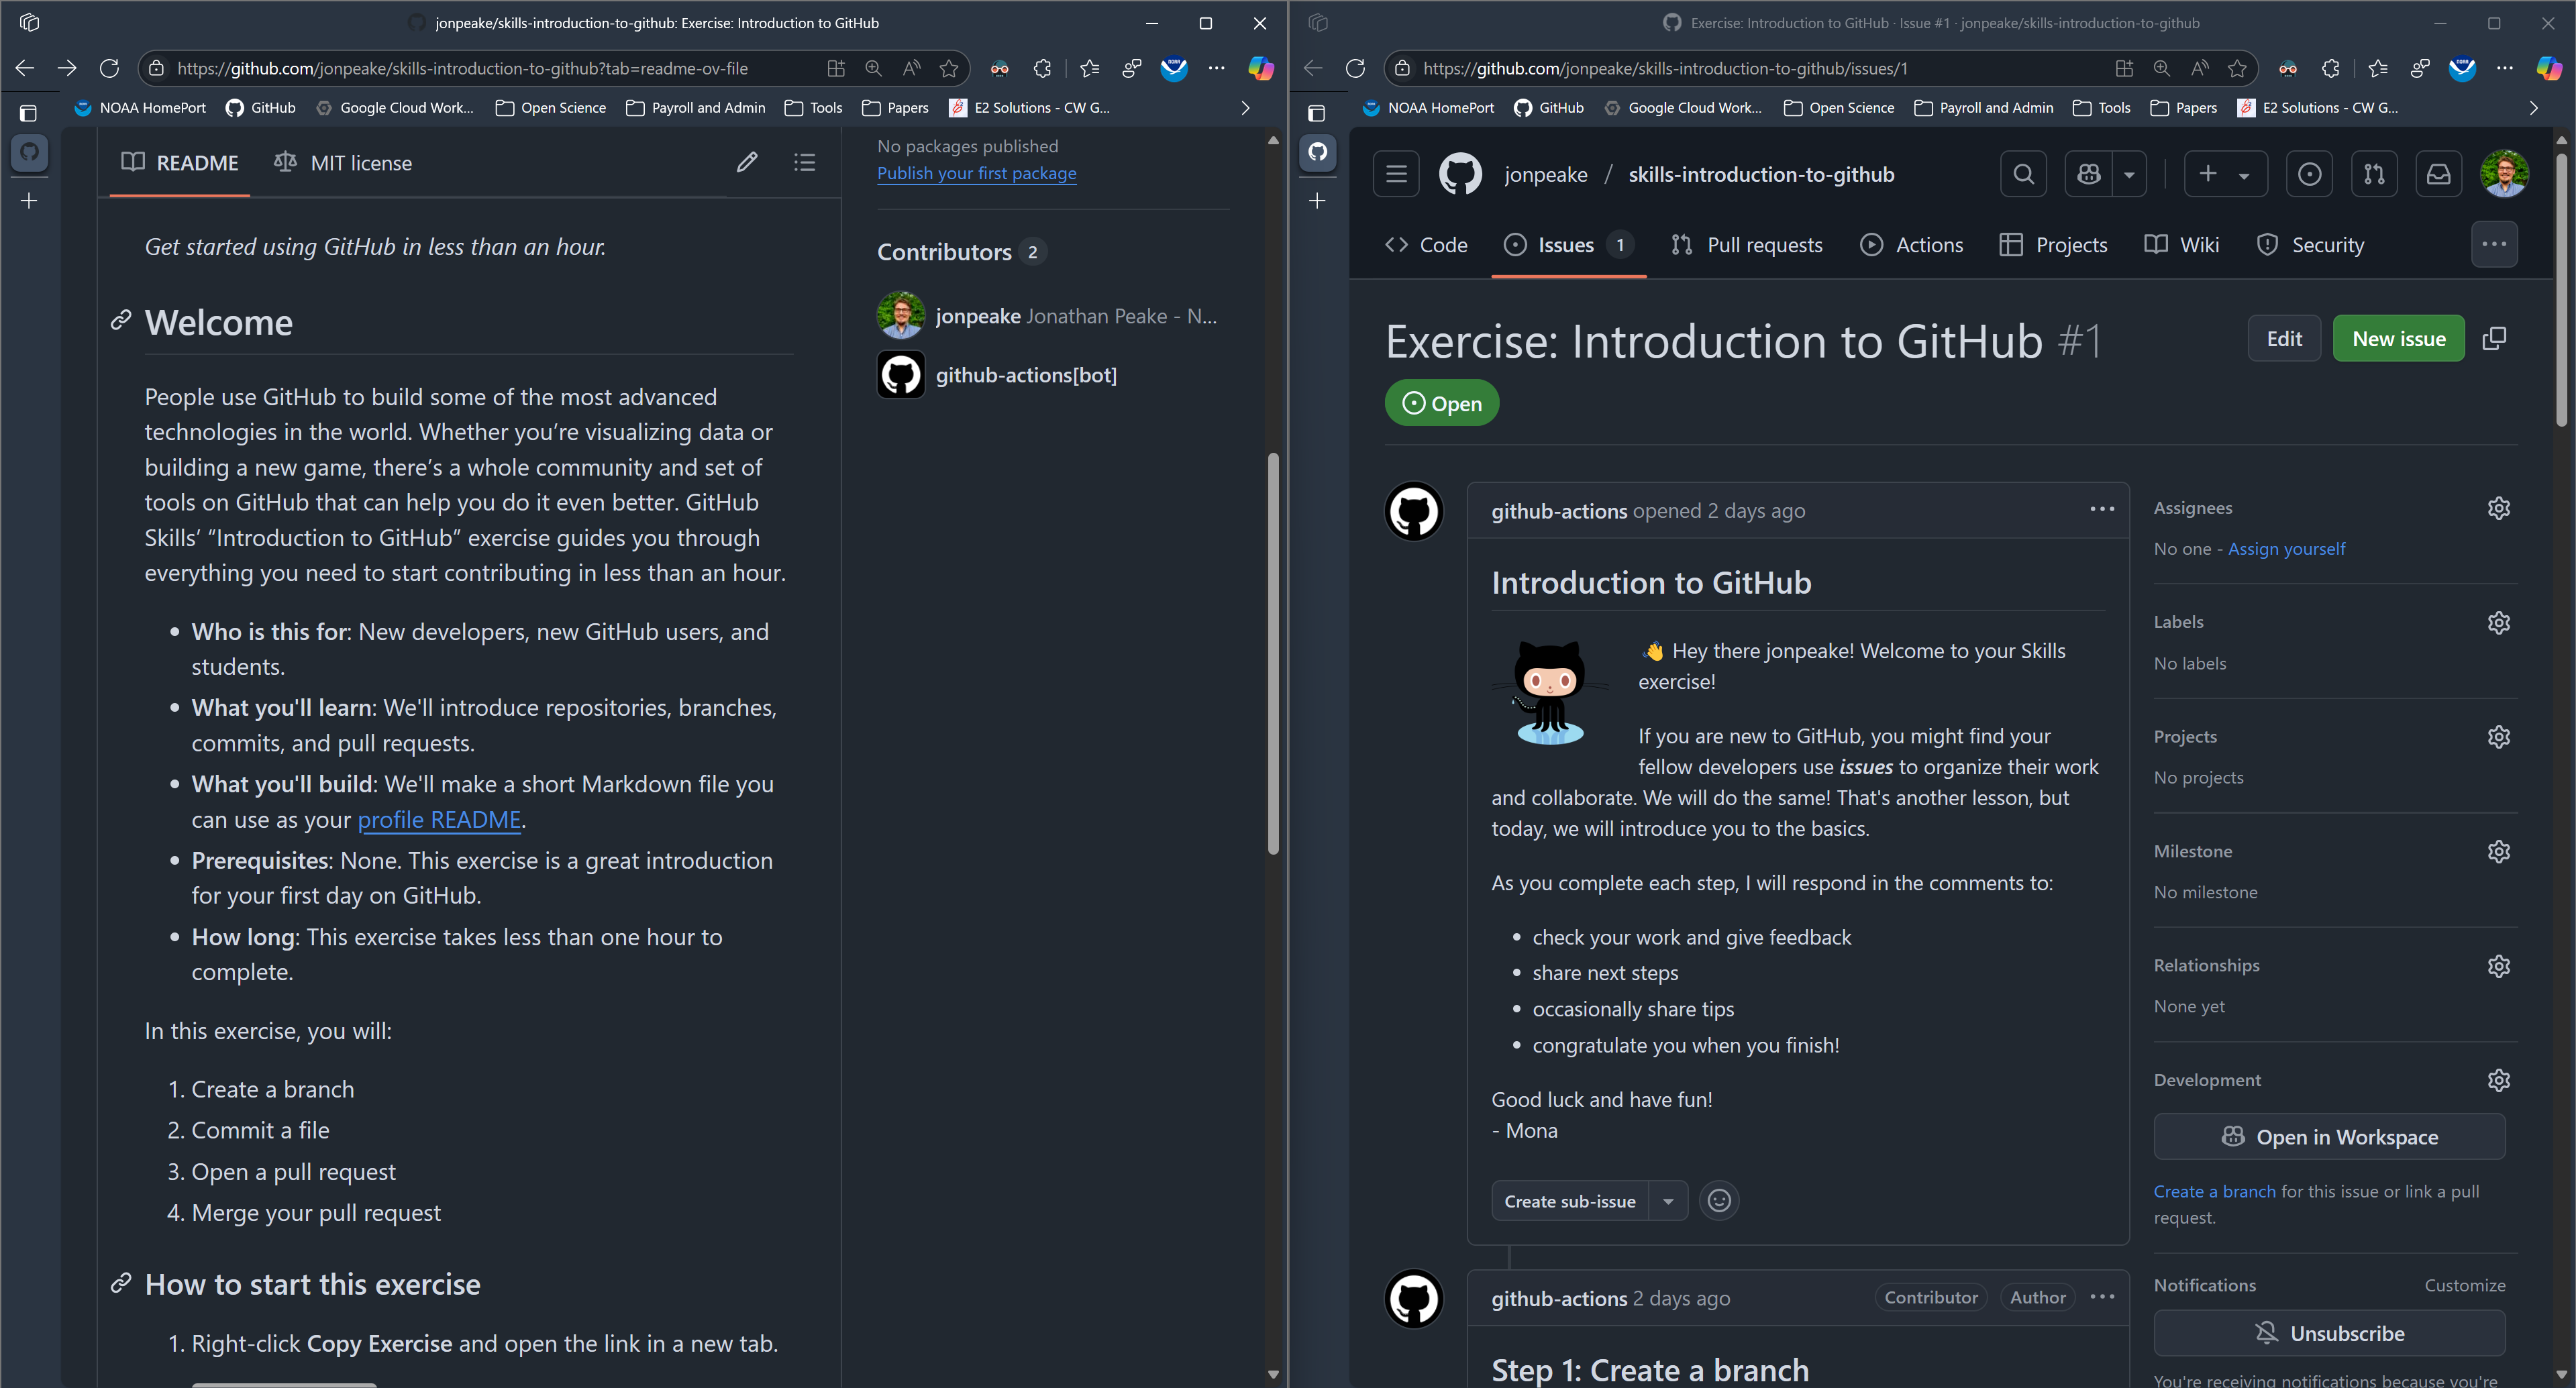 jonpeake/skills-introduction-to-github: Exercise: Introduction to GitHub
https://github.com/jonpeake/skills-introduction-to-github?tab=readme-ov-file
NOAA HomePort GitHub Google Cloud Work... Open Science Payroll and Admin Tools Papers E2 Solutions - CW G...
README MIT license
Get started using GitHub in less than an hour.
Welcome
People use GitHub to build some of the most advanced
technologies in the world. Whether you’re visualizing data or
building a new game, there’s a whole community and set of
tools on GitHub that can help you do it even better. GitHub
Skills’ “Introduction to GitHub” exercise guides you through
everything you need to start contributing in less than an hour.
• Who is this for: New developers, new GitHub users, and
students.
• What you'll learn: We'll introduce repositories, branches,
commits, and pull requests.
• What you'll build: We'll make a short Markdown file you
can use as your profile README.
• Prerequisites: None. This exercise is a great introduction
for your first day on GitHub.
• How long: This exercise takes less than one hour to
complete.
In this exercise, you will:
1. Create a branch
2. Commit a file
3. Open a pull request
4. Merge your pull request
How to start this exercise
1. Right-click Copy Exercise and open the link in a new tab.
No packages published
Publish your first package
Contributors 2
jonpeake Jonathan Peake - N...
github-actions[bot]
Exercise: Introduction to GitHub · Issue #1 · jonpeake/skills-introduction-to-github
https://github.com/jonpeake/skills-introduction-to-github/issues/1
NOAA HomePort GitHub Google Cloud Work... Open Science Payroll and Admin Tools Papers E2 Solutions - CW G...
jonpeake / skills-introduction-to-github
Code Issues 1 Pull requests Actions Projects Wiki Security
Exercise: Introduction to GitHub #1
Edit New issue
Open
github-actions opened 2 days ago
Introduction to GitHub
👋 Hey there jonpeake! Welcome to your Skills
exercise!
If you are new to GitHub, you might find your
fellow developers use issues to organize their work
and collaborate. We will do the same! That's another lesson, but
today, we will introduce you to the basics.
As you complete each step, I will respond in the comments to:
• check your work and give feedback
• share next steps
• occasionally share tips
• congratulate you when you finish!
Good luck and have fun!
- Mona
Create sub-issue
github-actions 2 days ago Contributor Author
Step 1: Create a branch
Assignees
No one - Assign yourself
Labels
No labels
Projects
No projects
Milestone
No milestone
Relationships
None yet
Development
Open in Workspace
Create a branch for this issue or link a pull
request.
Notifications Customize
Unsubscribe
You're receiving notifications because you're